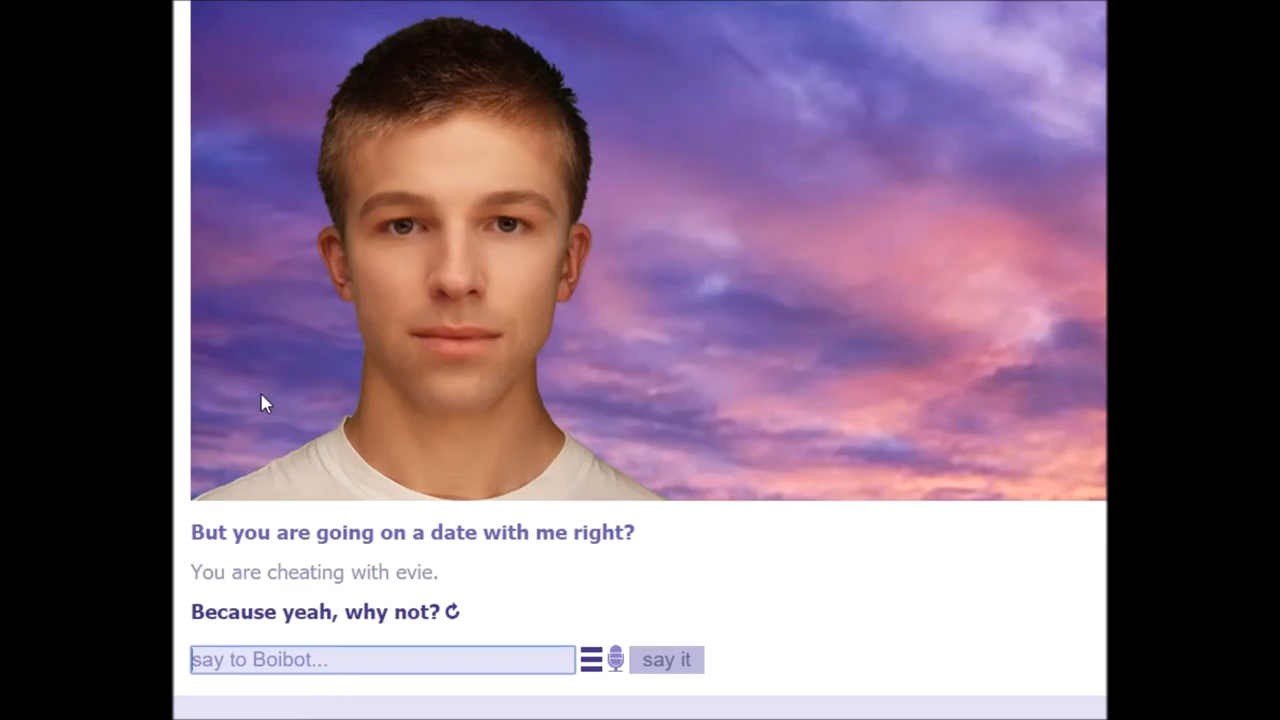 But you are going on a date with me right?
You are cheating with evie.
Because yeah, why not?
say to Boibot...
say it